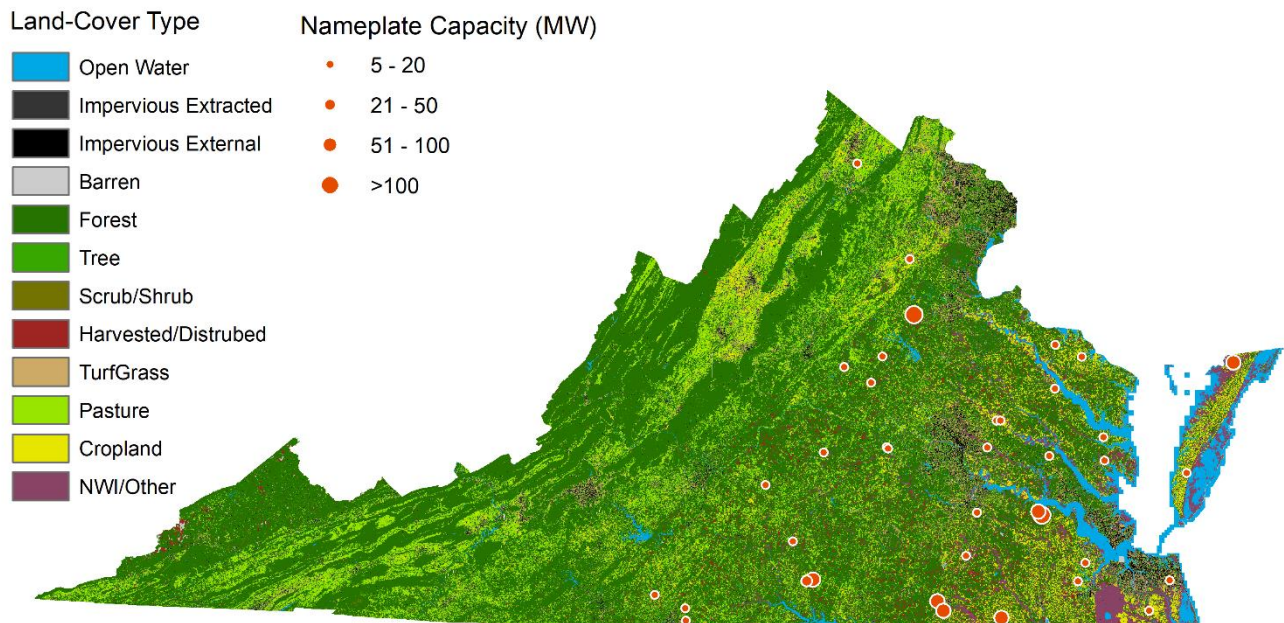 Land-Cover Type
Open Water
Impervious Extracted
Impervious External
Barren
Forest
Tree
Scrub/Shrub
Harvested/Distrubed
TurfGrass
Pasture
Cropland
NWI/Other
Nameplate Capacity (MW)
5 - 20
21 - 50
51 - 100
>100